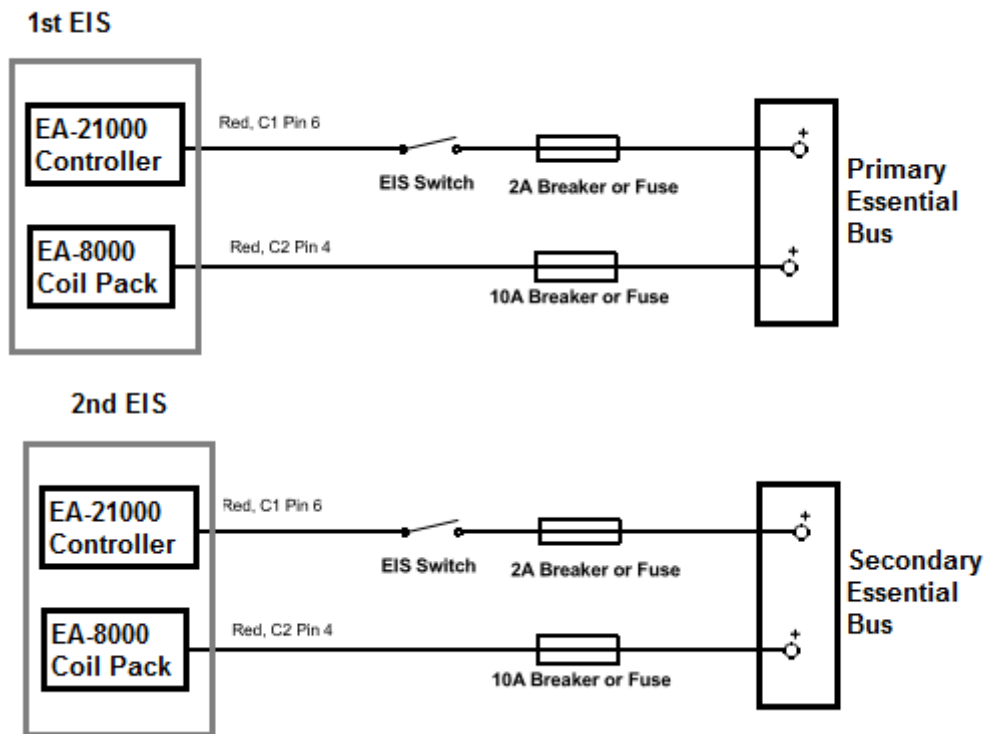 1st EIS
EA-21000
Controller
Red, C1 Pin 6
EIS Switch
2A Breaker or Fuse
+
Primary
Essential
Bus
EA-8000
Coil Pack
Red, C2 Pin 4
10A Breaker or Fuse
+
2nd EIS
EA-21000
Controller
Red, C1 Pin 6
EIS Switch
2A Breaker or Fuse
+
Secondary
Essential
Bus
EA-8000
Coil Pack
Red, C2 Pin 4
10A Breaker or Fuse
+